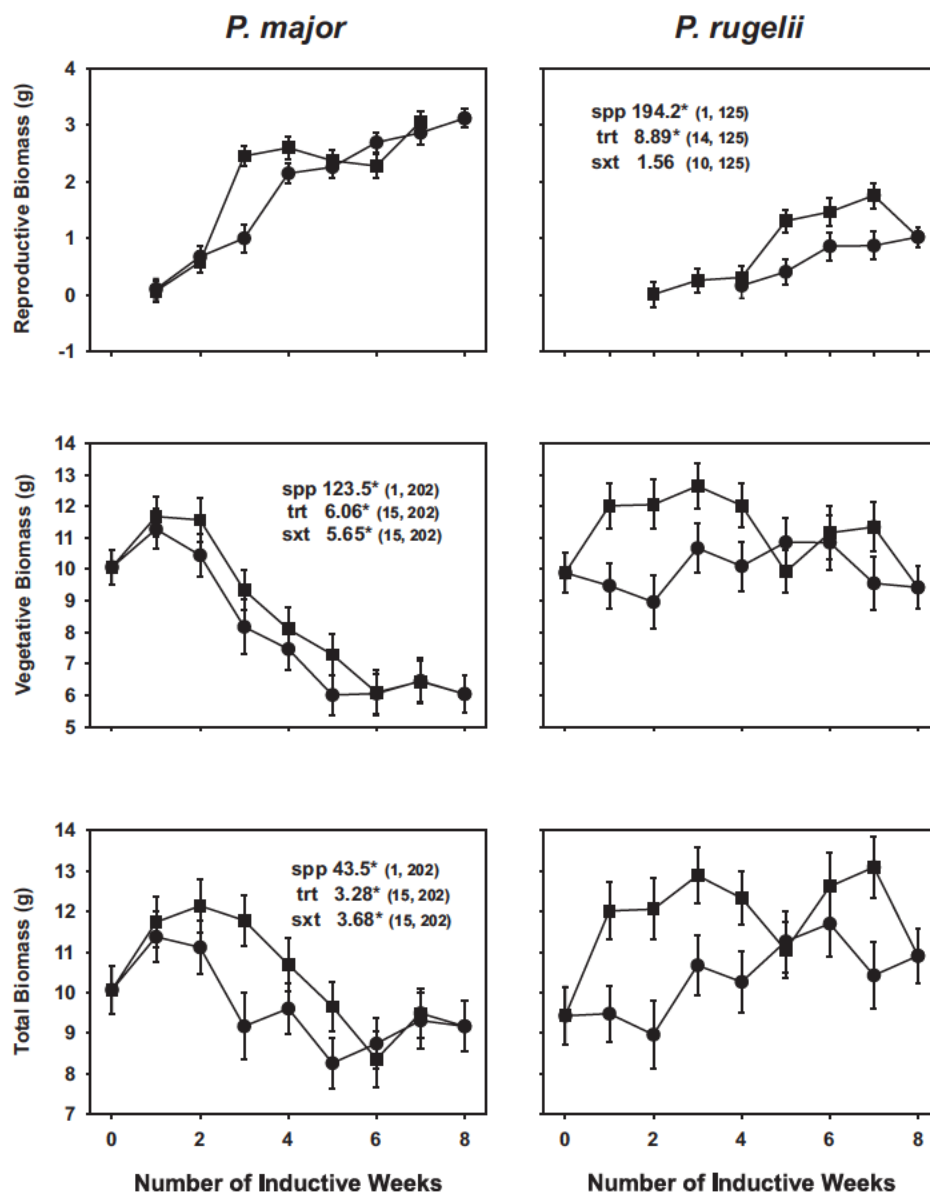 P. major
P. rugelii
Reproductive Biomass (g)
4
3
2
1
0
-1
spp 194.2* (1, 125)
trt 8.89* (14, 125)
sxt 1.56 (10, 125)
Vegetative Biomass (g)
14
13
12
11
10
9
8
7
6
5
spp 123.5* (1, 202)
trt 6.06* (15, 202)
sxt 5.65* (15, 202)
Total Biomass (g)
14
13
12
11
10
9
8
7
spp 43.5* (1, 202)
trt 3.28* (15, 202)
sxt 3.68* (15, 202)
0 2 4 6 8
0 2 4 6 8
Number of Inductive Weeks
Number of Inductive Weeks